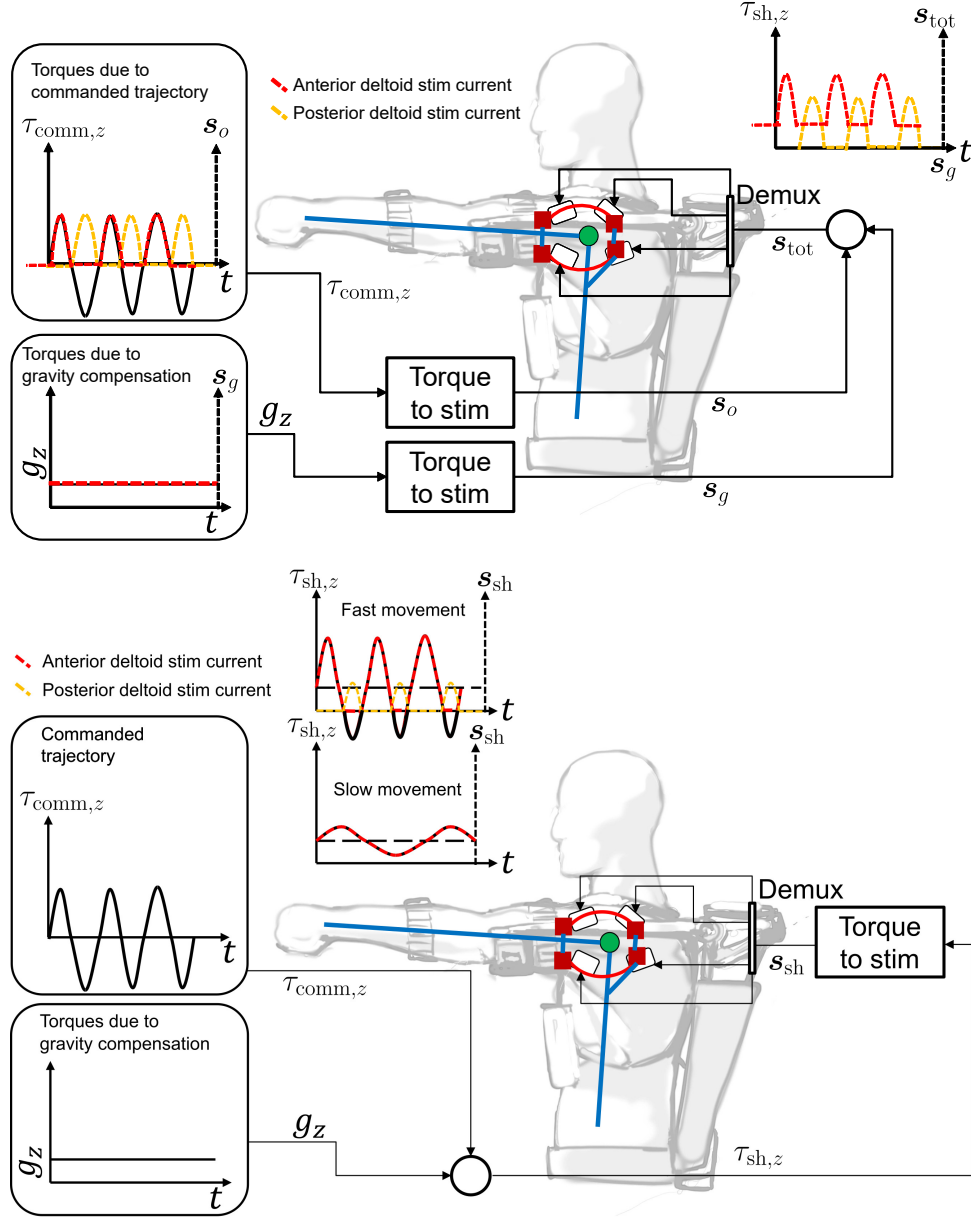 Torques due to
commanded trajectory
τcomm,z
so
t
Anterior deltoid stim current
Posterior deltoid stim current
τsh,z
stot
t
sg
Demux
stot
τcomm,z
Torques due to
gravity compensation
sg
gz
t
gz
Torque
to stim
so
Torque
to stim
sg
τsh,z
ssh
Fast movement
t
Anterior deltoid stim current
Posterior deltoid stim current
τsh,z
ssh
Slow movement
t
Commanded
trajectory
τcomm,z
t
Demux
Torque
to stim
ssh
τcomm,z
Torques due to
gravity compensation
gz
t
gz
τsh,z